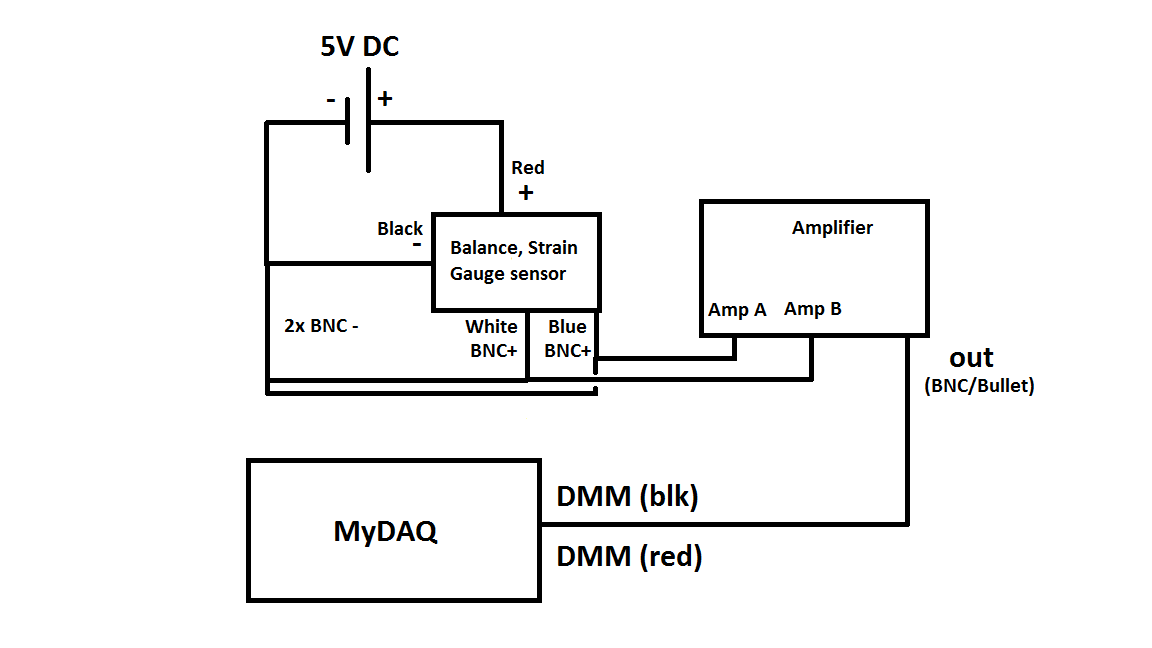 5V DC
- +
Red
+
Black
-
Balance, Strain
Gauge sensor
Amplifier
Amp A Amp B
2x BNC -
White
BNC+
Blue
BNC+
out
(BNC/Bullet)
DMM (blk)
MyDAQ
DMM (red)